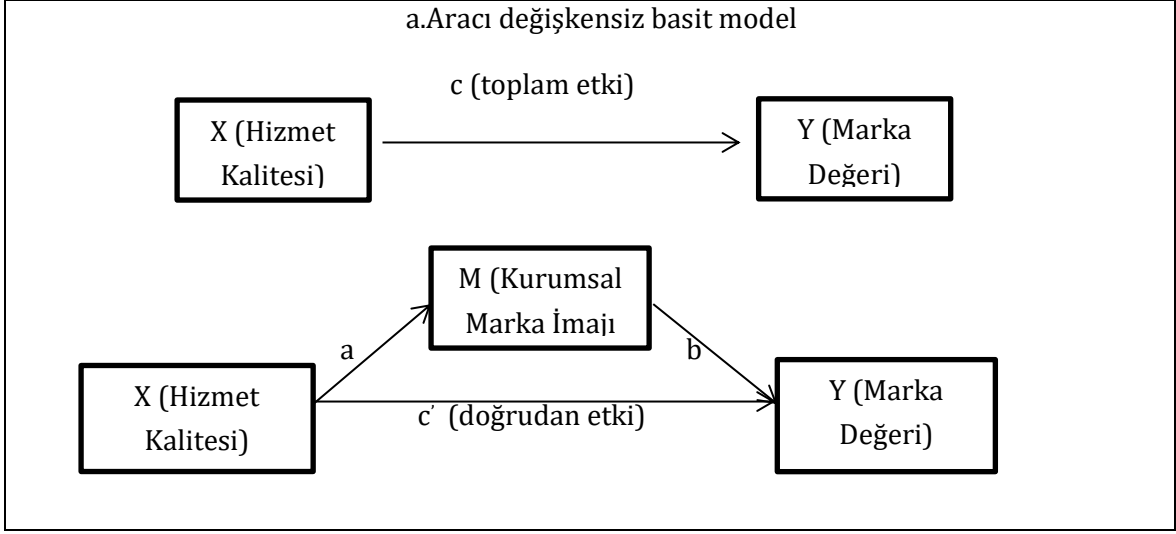 a.Aracı değişkensiz basit model
c (toplam etki)
X (Hizmet
Kalitesi)
Y (Marka
Değeri)
M (Kurumsal
Marka İmajı
a
b
X (Hizmet
Kalitesi)
c’ (doğrudan etki)
Y (Marka
Değeri)